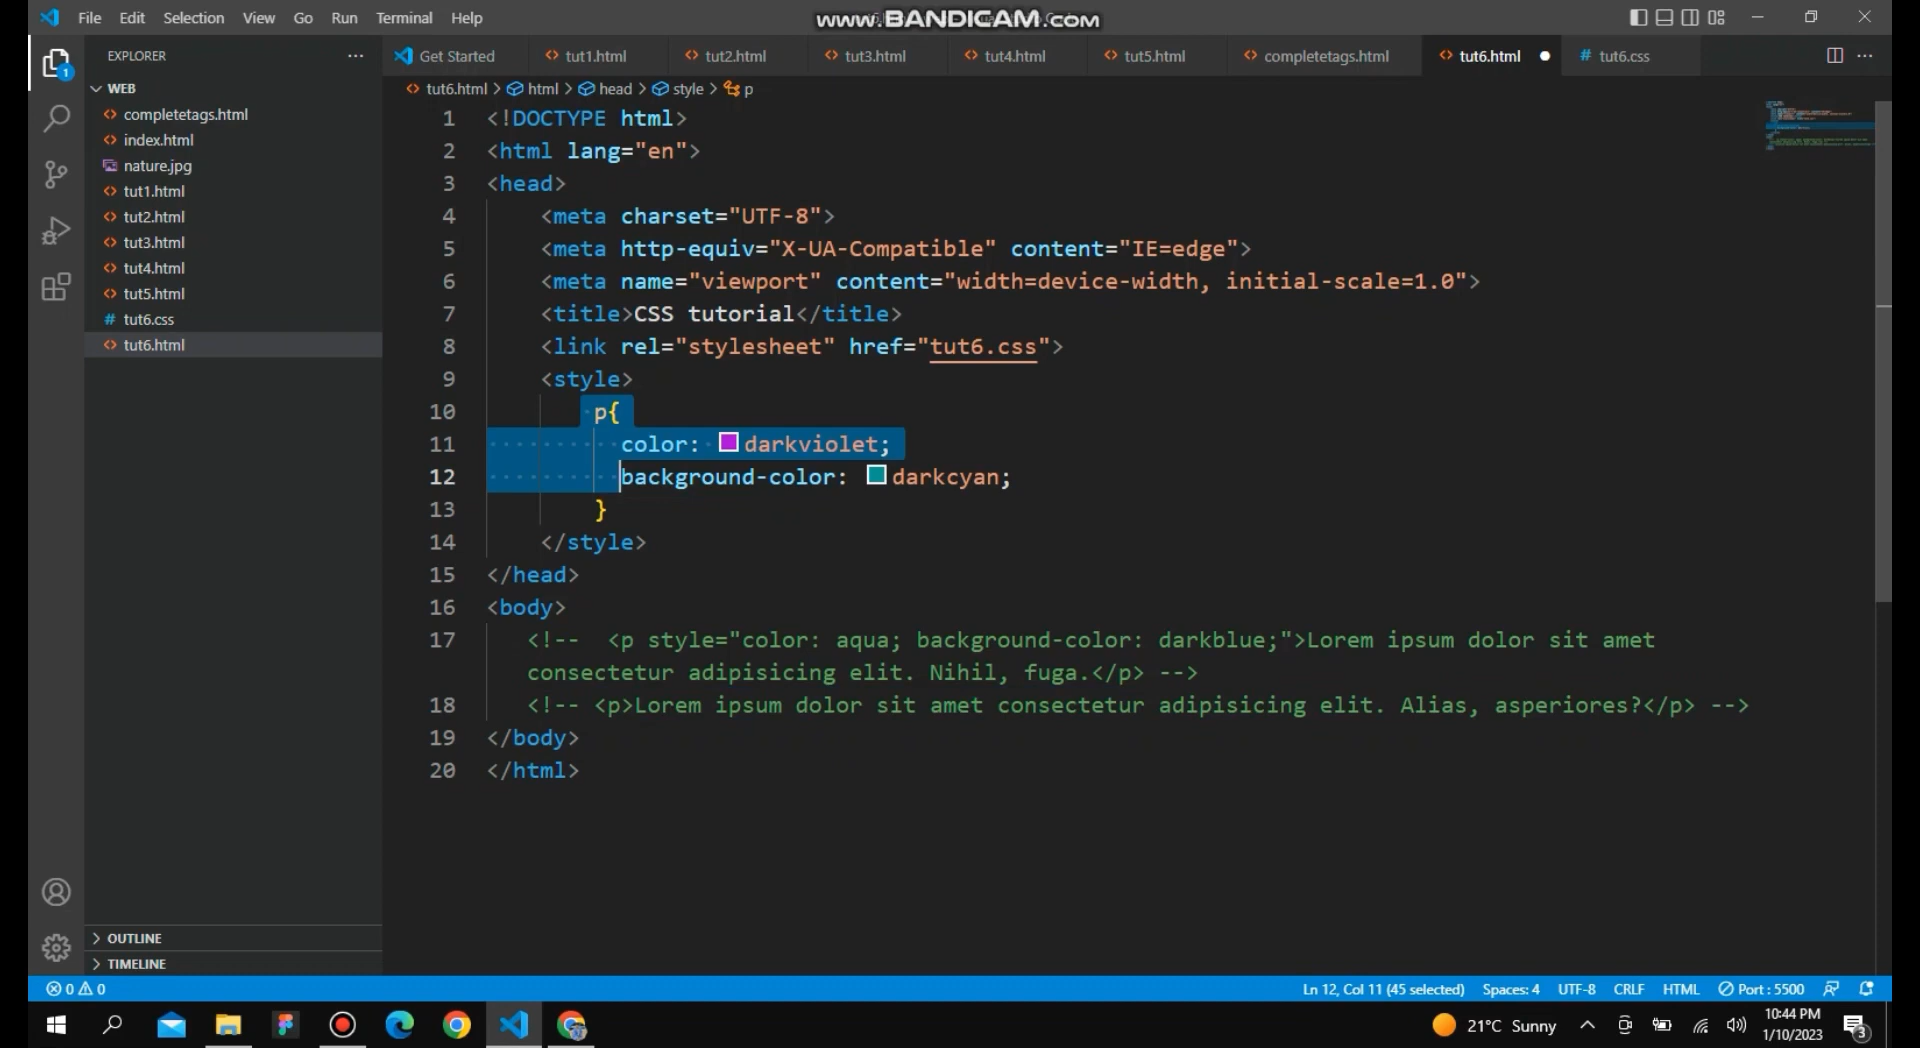 File Edit Selection View Go Run Terminal Help
www.BANDICAM.com
EXPLORER
Get Started tut1.html tut2.html tut3.html tut4.html tut5.html completetags.html tut6.html # tut6.css
WEB
tut6.html > html > head > style > p
completetags.html
index.html
nature.jpg
tut1.html
tut2.html
tut3.html
tut4.html
tut5.html
# tut6.css
tut6.html
1 <!DOCTYPE html>
2 <html lang="en">
3 <head>
4 <meta charset="UTF-8">
5 <meta http-equiv="X-UA-Compatible" content="IE=edge">
6 <meta name="viewport" content="width=device-width, initial-scale=1.0">
7 <title>CSS tutorial</title>
8 <link rel="stylesheet" href="tut6.css">
9 <style>
10 p{
11 color: darkviolet;
12 background-color: darkcyan;
13 }
14 </style>
15 </head>
16 <body>
17 <!-- <p style="color: aqua; background-color: darkblue;">Lorem ipsum dolor sit amet
consectetur adipisicing elit. Nihil, fuga.</p> -->
18 <!-- <p>Lorem ipsum dolor sit amet consectetur adipisicing elit. Alias, asperiores?</p> -->
19 </body>
20 </html>
OUTLINE
TIMELINE
0 0
Ln 12, Col 11 (45 selected) Spaces: 4 UTF-8 CRLF HTML Port : 5500
21°C Sunny
10:44 PM
1/10/2023
3
1